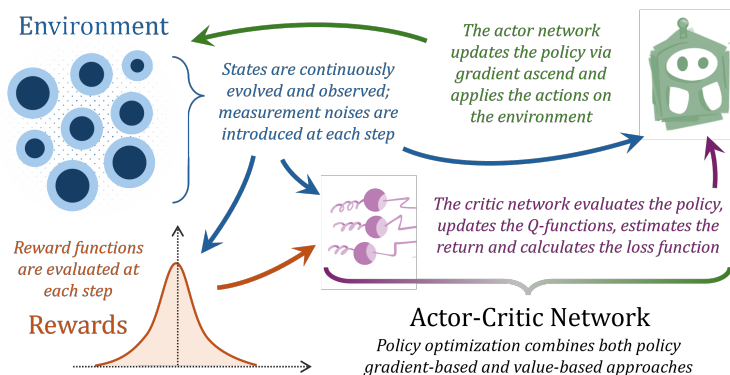 Environment
States are continuously
evolved and observed;
measurement noises are
introduced at each step
The actor network
updates the policy via
gradient ascend and
applies the actions on
the environment
The critic network evaluates the policy,
updates the Q-functions, estimates the
return and calculates the loss function
Reward functions
are evaluated at
each step
Rewards
Actor-Critic Network
Policy optimization combines both policy
gradient-based and value-based approaches